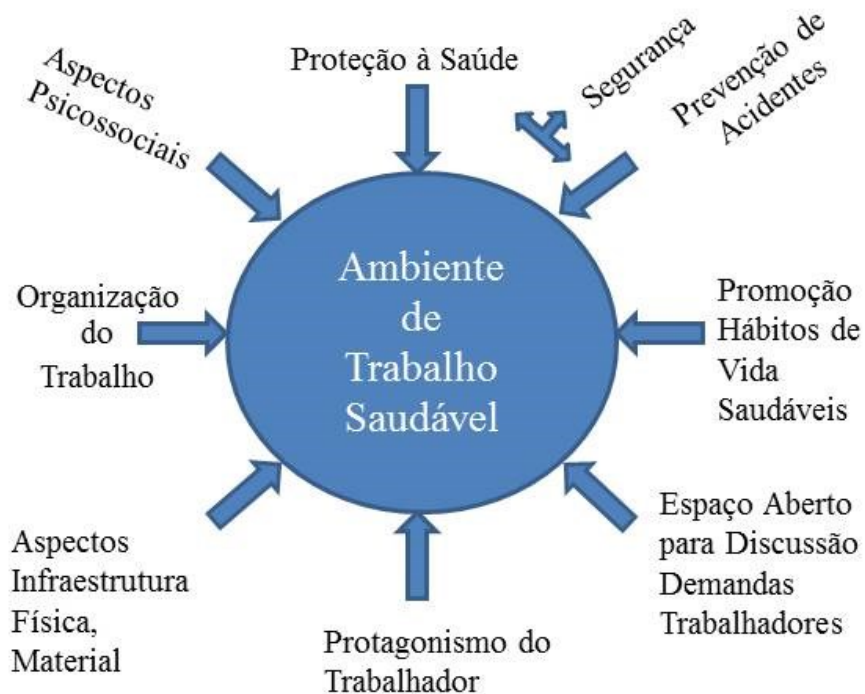 Aspectos
Psicossociais
Proteção à Saúde
Segurança
Prevenção de
Acidentes
Organização
do
Trabalho
Ambiente
de
Trabalho
Saudável
Promoção
Hábitos de
Vida
Saudáveis
Aspectos
Infraestrutura
Física,
Material
Protagonismo do
Trabalhador
Espaço Aberto
para Discussão
Demandas
Trabalhadores